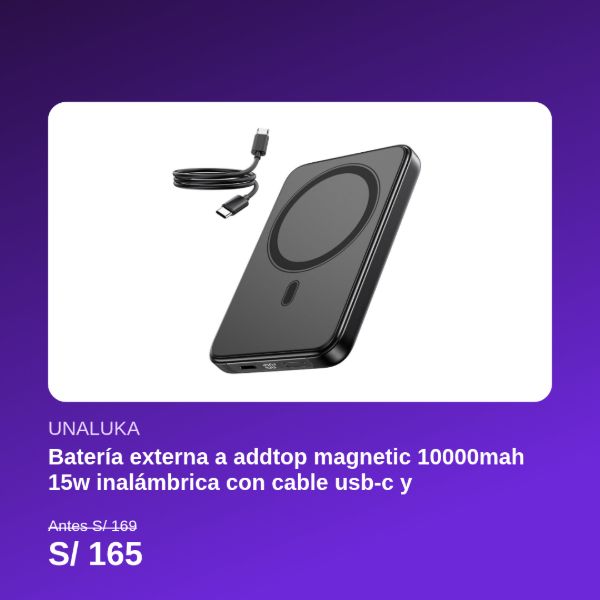 UNALUKA
Batería externa a addtop magnetic 10000mah
15w inalámbrica con cable usb-c y
Antes S/ 169
S/ 165